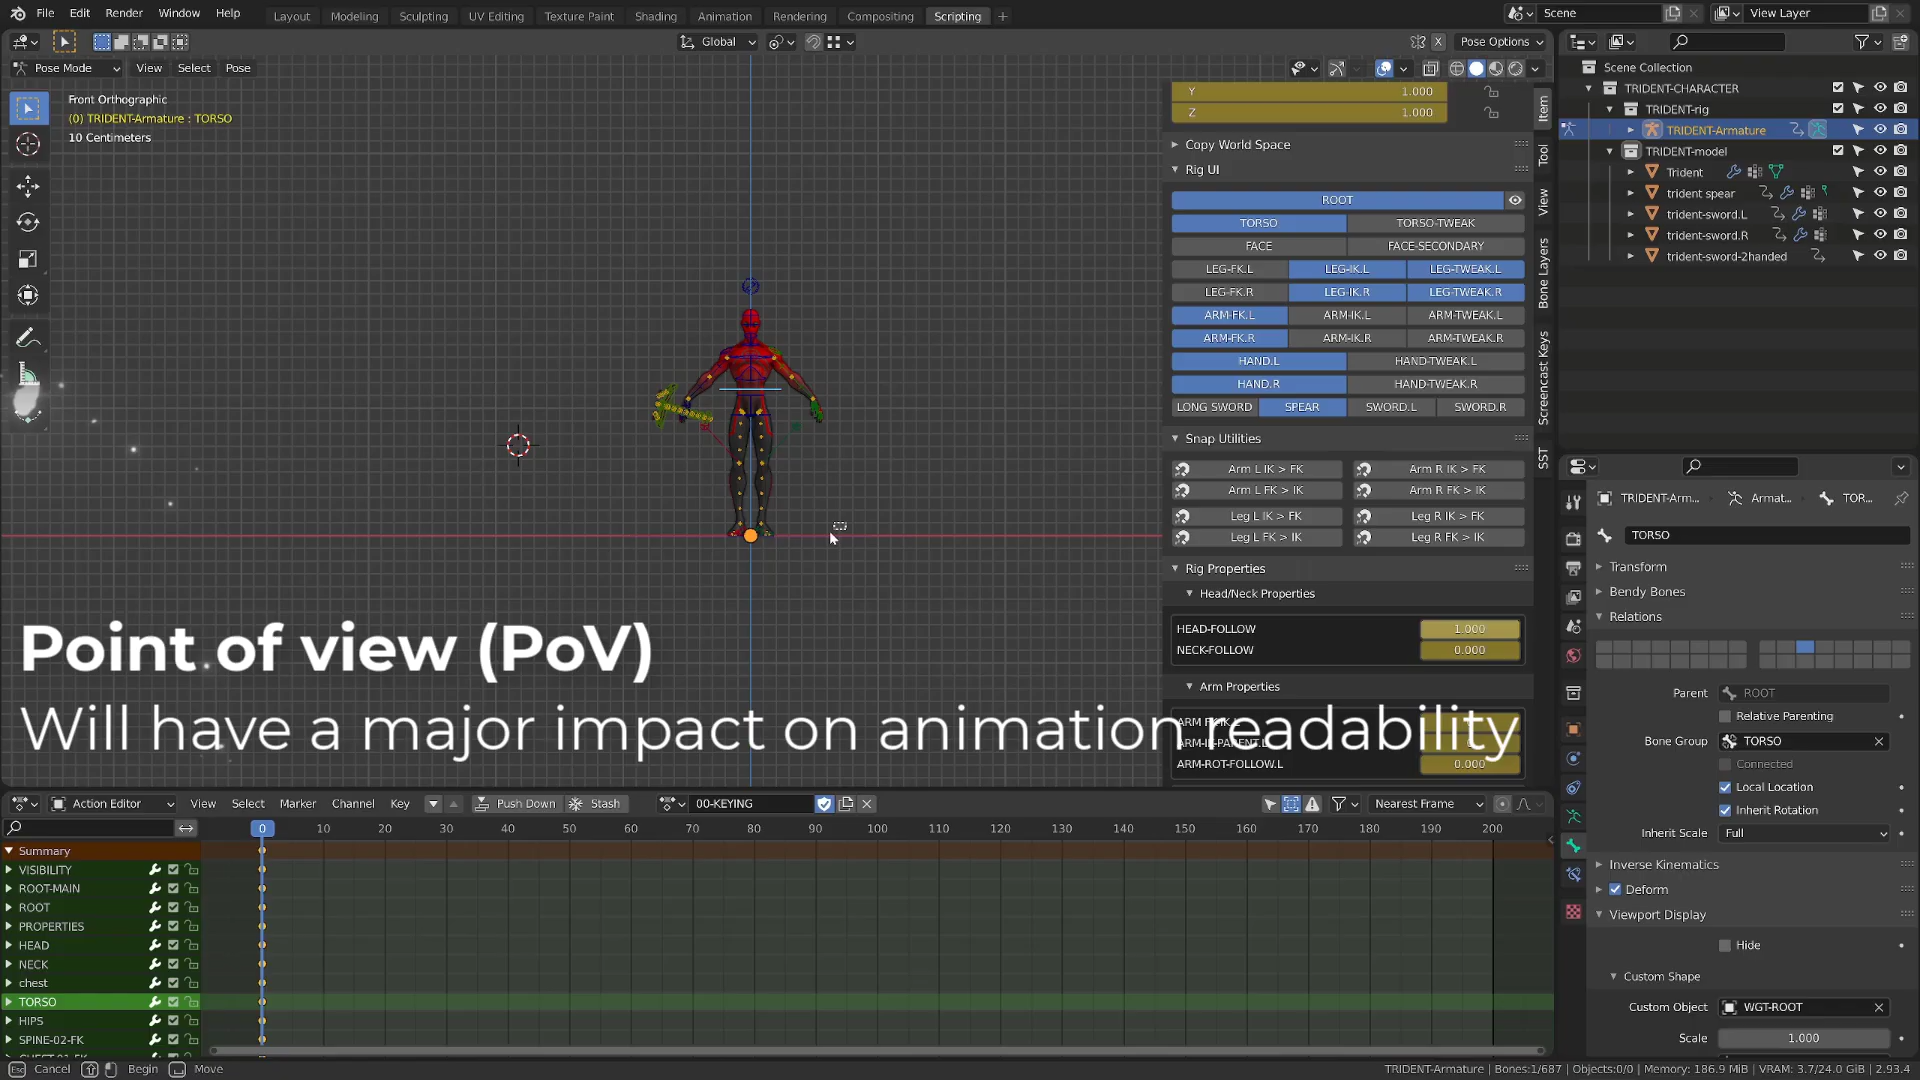 File Edit Render Window Help Layout Modeling Sculpting UV Editing Texture Paint Shading Animation Rendering Compositing Scripting + Scene View Layer
Global Pose Options
Pose Mode View Select Pose
Front Orthographic
(0) TRIDENT-Armature : TORSO
10 Centimeters
Y 1.000
Z 1.000
Copy World Space
Rig UI
ROOT
TORSO TORSO-TWEAK
FACE FACE-SECONDARY
LEG-FK.L LEG-IK.L LEG-TWEAK.L
LEG-FK.R LEG-IK.R LEG-TWEAK.R
ARM-FK.L ARM-IK.L ARM-TWEAK.L
ARM-FK.R ARM-IK.R ARM-TWEAK.R
HAND.L HAND-TWEAK.L
HAND.R HAND-TWEAK.R
LONG SWORD SPEAR SWORD.L SWORD.R
Snap Utilities
Arm L IK > FK Arm R IK > FK
Arm L FK > IK Arm R FK > IK
Leg L IK > FK Leg R IK > FK
Leg L FK > IK Leg R FK > IK
Rig Properties
Head/Neck Properties
HEAD-FOLLOW 1.000
NECK-FOLLOW 0.000
Arm Properties
ARM-ROT-FOLLOW.L 0.000
Item
Tool
View
Bone Layers
Screencast Keys
SST
Point of view (PoV)
Will have a major impact on animation readability
Scene Collection
TRIDENT-CHARACTER
TRIDENT-rig
TRIDENT-Armature
TRIDENT-model
Trident
trident spear
trident-sword.L
trident-sword.R
trident-sword-2handed
TRIDENT-Arm... Armat... TOR...
TORSO
Transform
Bendy Bones
Relations
Parent ROOT
Relative Parenting
Bone Group TORSO
Connected
Local Location
Inherit Rotation
Inherit Scale Full
Inverse Kinematics
Deform
Viewport Display
Hide
Custom Shape
Custom Object WGT-ROOT
Scale 1.000
Action Editor View Select Marker Channel Key Push Down Stash 00-KEYING Nearest Frame
0 10 20 30 40 50 60 70 80 90 100 110 120 130 140 150 160 170 180 190 200
Summary
VISIBILITY
ROOT-MAIN
ROOT
PROPERTIES
HEAD
NECK
chest
TORSO
HIPS
SPINE-02-FK
Esc Cancel Begin Move TRIDENT-Armature | Bones:1/687 | Objects:0/0 | Memory: 186.9 MiB | VRAM: 3.7/24.0 GiB | 2.93.4